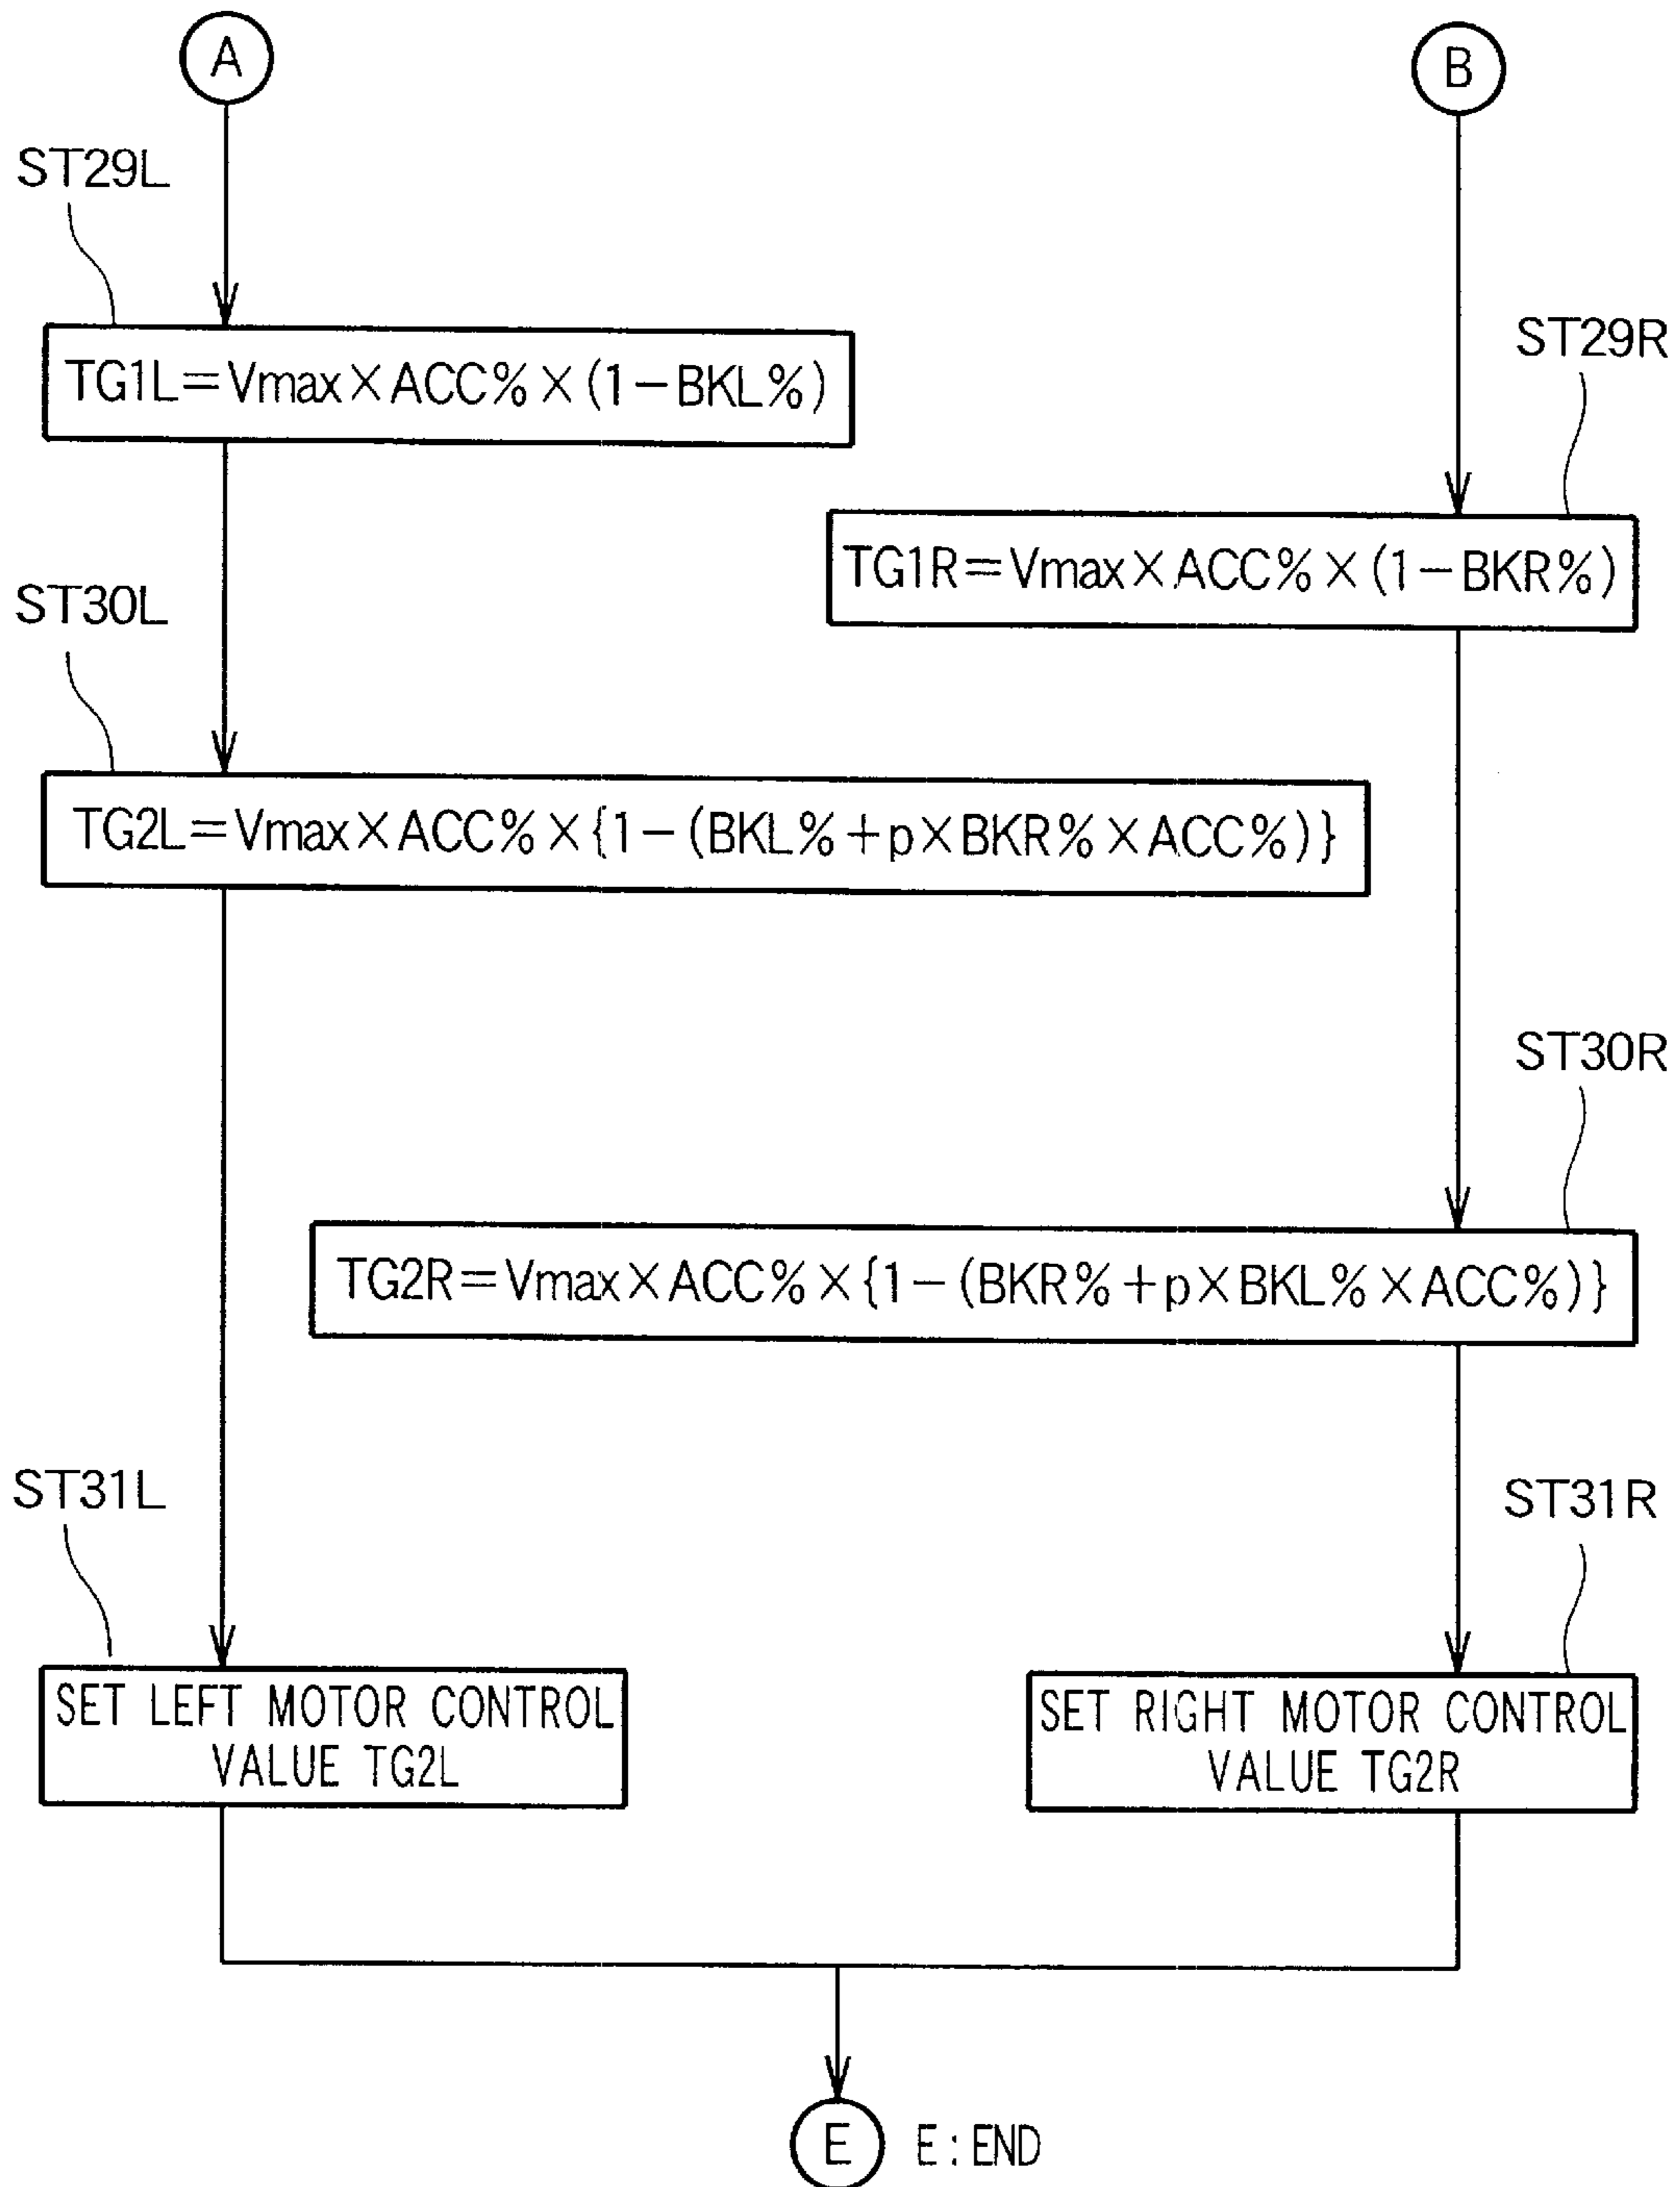 A
B
ST29L
TG1L=Vmax×ACC%×(1-BKL%)
ST29R
TG1R=Vmax×ACC%×(1-BKR%)
ST30L
TG2L=Vmax×ACC%×{1-(BKL%+p×BKR%×ACC%)}
ST30R
TG2R=Vmax×ACC%×{1-(BKR%+p×BKL%×ACC%)}
ST31L
SET LEFT MOTOR CONTROL
VALUE TG2L
ST31R
SET RIGHT MOTOR CONTROL
VALUE TG2R
E
E:END